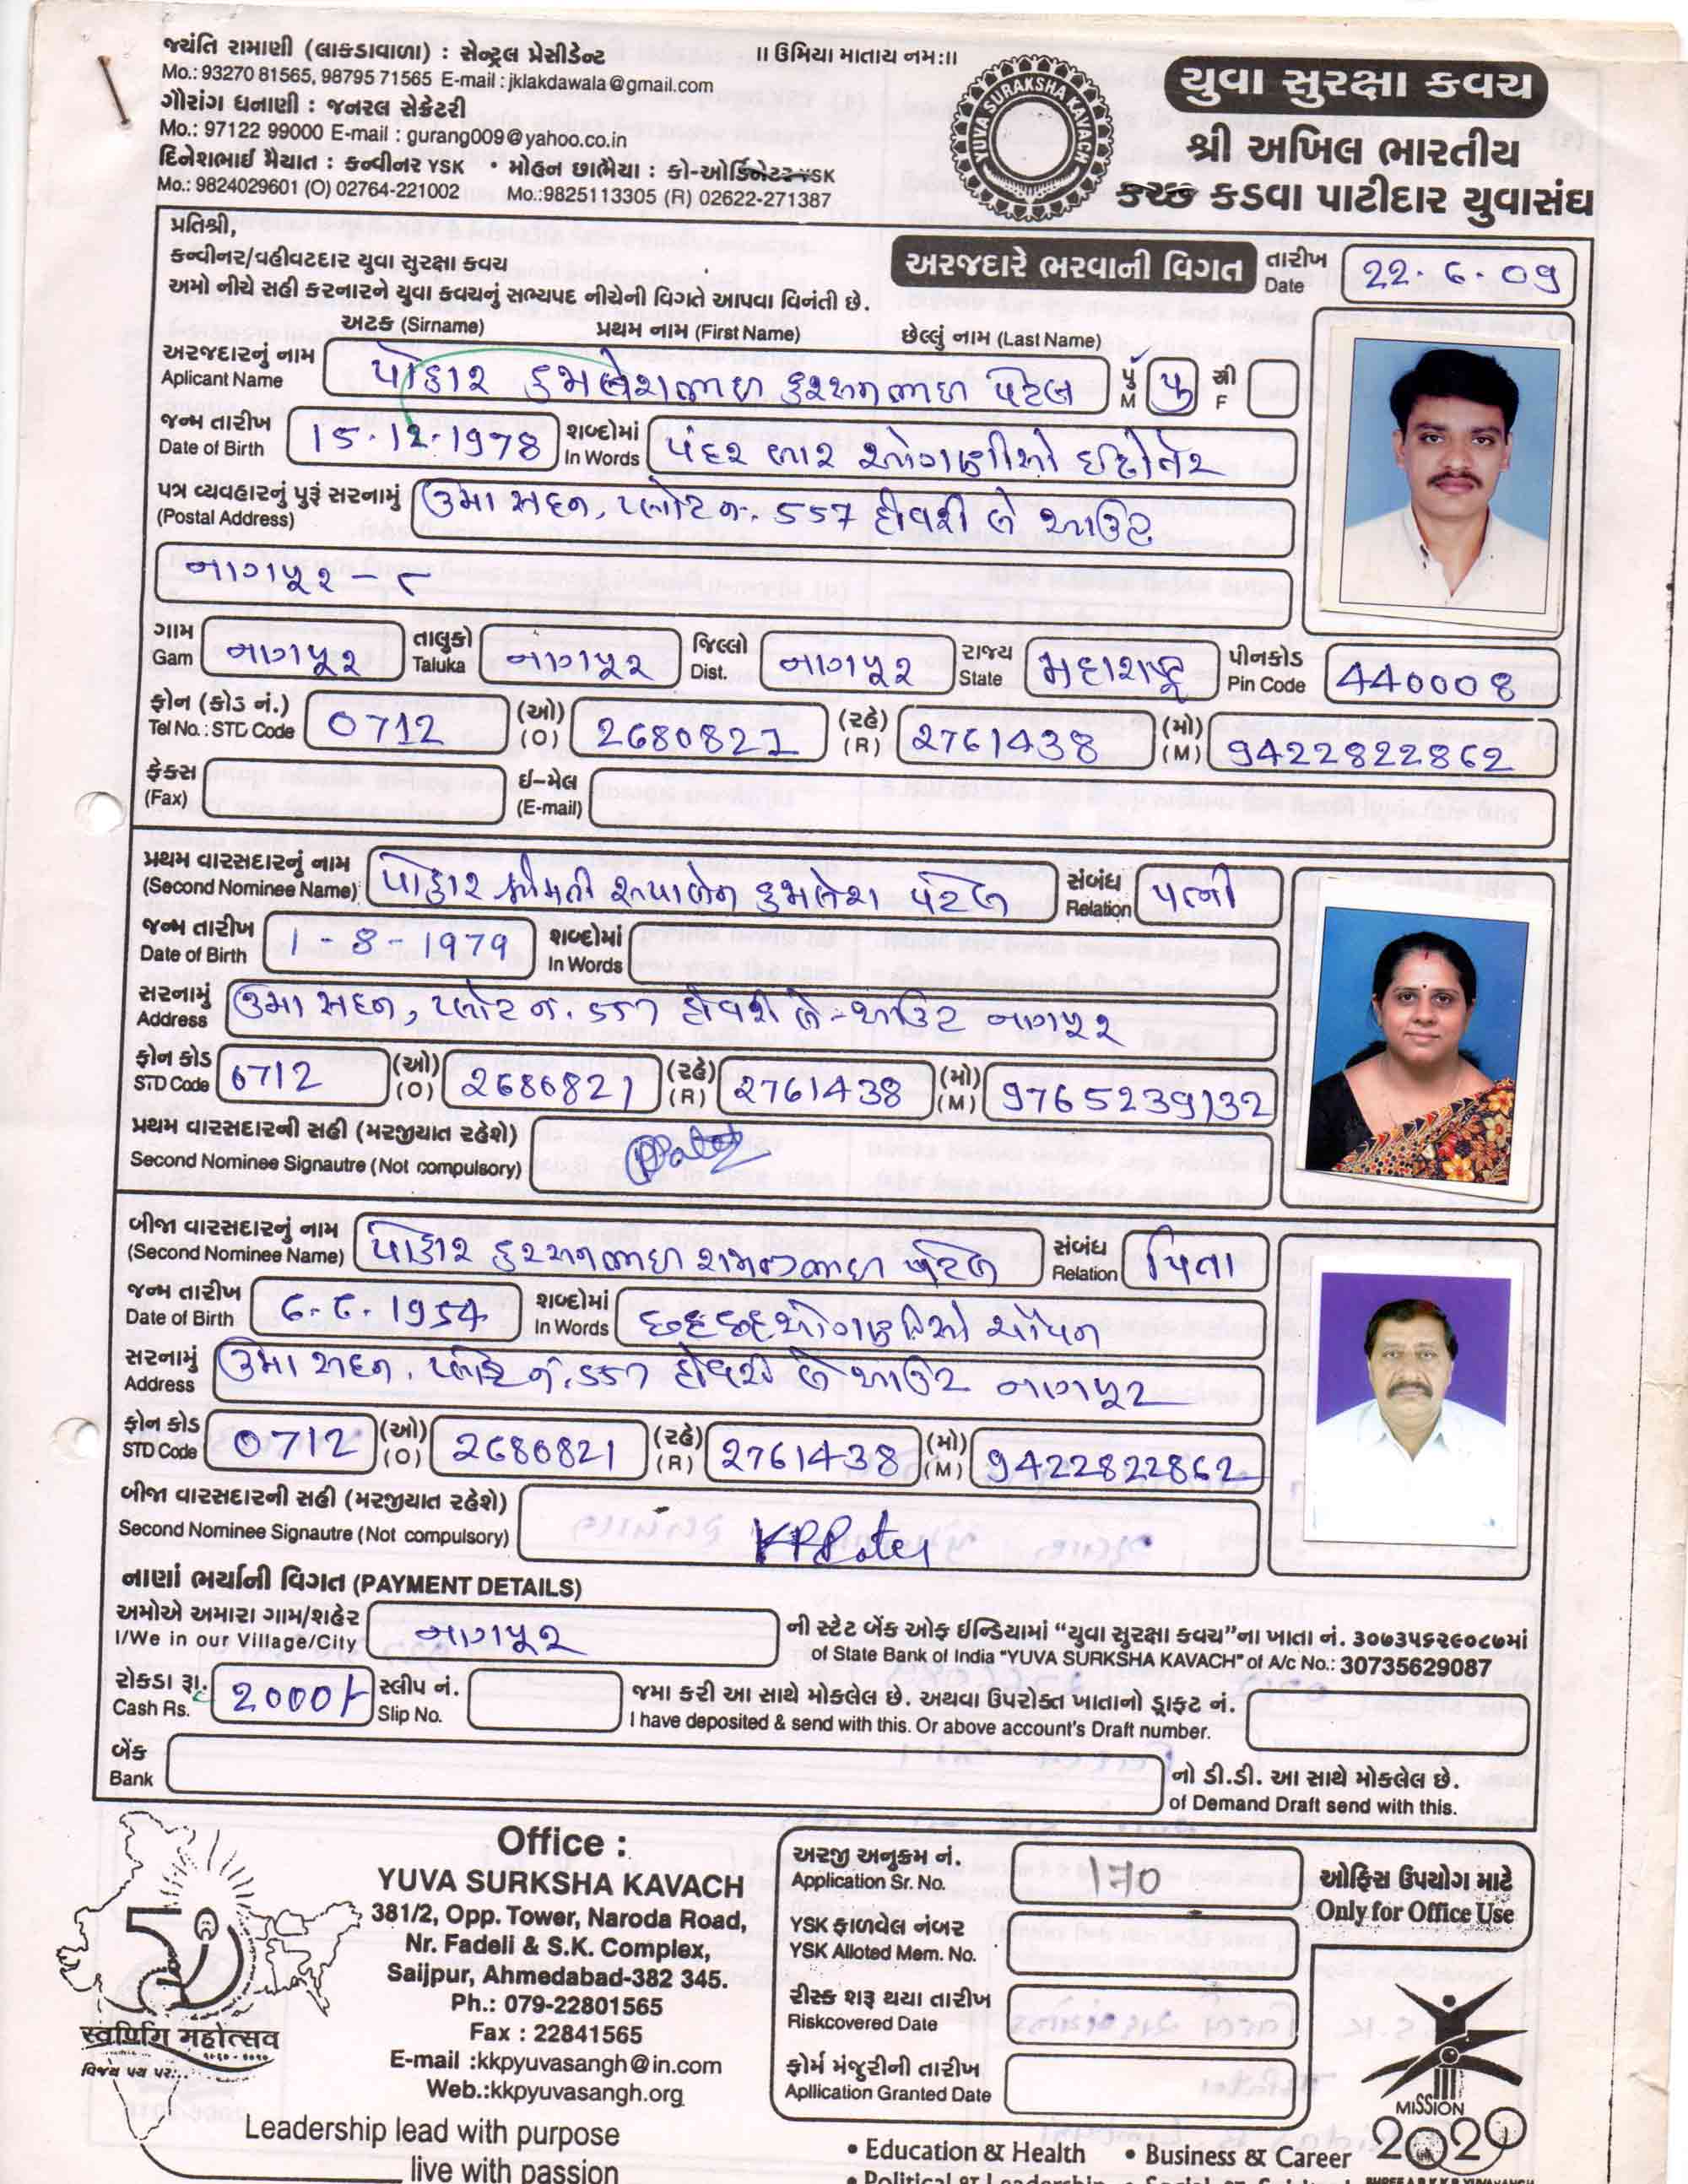 જયંતિ રામાણી (લાકડાવાળા) : સેન્ટ્રલ પ્રેસીડેન્ટ
Mo.: 93270 81565, 98795 71565 E-mail : jklakdawala@gmail.com
ગૌરાંગ ધનાણી : જનરલ સેક્રેટરી
Mo.: 97122 99000 E-mail : gurang009@yahoo.co.in
દિનેશભાઈ મૈયાત : કન્વીનર YSK • મોહન છાભૈયા : કો-ઓર્ડિનેટર YSK
Mo.: 9824029601 (O) 02764-221002 Mo.:9825113305 (R) 02622-271387
॥ ઉમિયા માતાય નમઃ॥
YUVA SURAKSHA KAVACH
યુવા સુરક્ષા કવચ
શ્રી અખિલ ભારતીય
કચ્છ કડવા પાટીદાર યુવાસંઘ
પ્રતિશ્રી,
કન્વીનર/વહીવટદાર યુવા સુરક્ષા કવચ
અમો નીચે સહી કરનારને યુવા કવચનું સભ્યપદ નીચેની વિગતે આપવા વિનંતી છે.
અરજદારે ભરવાની વિગત તારીખ Date 22-6-09
અટક (Sirname) પ્રથમ નામ (First Name) છેલ્લું નામ (Last Name)
અરજદારનું નામ Aplicant Name પોકાર કમલેશભાઇ કરશનભાઇ પટેલ પું M પુ સ્ત્રી F
જન્મ તારીખ Date of Birth 15-12-1978 શબ્દોમાં In Words પંદર બાર ઓગણીસો ઇઠોતેર
પત્ર વ્યવહારનું પુરૂં સરનામું (Postal Address) ઉમા સદન, પ્લોટ નં. 557 હીવરી લે આઉટ
નાગપુર - ૮
ગામ Gam નાગપુર તાલુકો Taluka નાગપુર જિલ્લો Dist. નાગપુર રાજ્ય State મહારાષ્ટ્ર પીનકોડ Pin Code 440008
ફોન (કોડ નં.) Tel No.: STD Code 0712 (ઓ) (O) 2680821 (રહે) (R) 2761438 (મો) (M) 9422822862
ફેક્સ (Fax) ઈ-મેલ (E-mail)
પ્રથમ વારસદારનું નામ (Second Nominee Name) પોકાર શ્રીમતી રૂપાબેન કમલેશ પટેલ સંબંધ Relation પત્ની
જન્મ તારીખ Date of Birth 1-8-1979 શબ્દોમાં In Words
સરનામું Address ઉમા સદન, પ્લોટ નં. 557 હીવરી લે-આઉટ નાગપુર
ફોન કોડ STD Code 0712 (ઓ) (O) 2680821 (રહે) (R) 2761438 (મો) (M) 9765239132
પ્રથમ વારસદારની સહી (મરજીયાત રહેશે)
Second Nominee Signautre (Not compulsory)
બીજા વારસદારનું નામ (Second Nominee Name) પોકાર કરશનભાઇ રામજીભાઇ પટેલ સંબંધ Relation પિતા
જન્મ તારીખ Date of Birth 6-6-1954 શબ્દોમાં In Words છ છ ઓગણીસો ચોપન
સરનામું Address ઉમા સદન, પ્લોટ નં. 557 હીવરી લે આઉટ નાગપુર
ફોન કોડ STD Code 0712 (ઓ) (O) 2680821 (રહે) (R) 2761438 (મો) (M) 9422822862
બીજા વારસદારની સહી (મરજીયાત રહેશે)
Second Nominee Signautre (Not compulsory)
નાણાં ભર્યાની વિગત (PAYMENT DETAILS)
અમોએ અમારા ગામ/શહેર I/We in our Village/City નાગપુર ની સ્ટેટ બેંક ઓફ ઈન્ડિયામાં “યુવા સુરક્ષા કવચ”ના ખાતા નં. ૩૦૭૩૫૬૨૯૦૮૭માં
of State Bank of India "YUVA SURKSHA KAVACH" of A/c No.: 30735629087
રોકડા રૂા. Cash Rs. 2000/- સ્લીપ નં. Slip No. જમા કરી આ સાથે મોકલેલ છે. અથવા ઉપરોક્ત ખાતાનો ડ્રાફ્ટ નં.
I have deposited & send with this. Or above account's Draft number.
બેંક Bank નો ડી.ડી. આ સાથે મોકલેલ છે.
of Demand Draft send with this.
50
स्वर्णिम महोत्सव
Office :
YUVA SURKSHA KAVACH
381/2, Opp. Tower, Naroda Road,
Nr. Fadeli & S.K. Complex,
Saijpur, Ahmedabad-382 345.
Ph.: 079-22801565
Fax : 22841565
E-mail :kkpyuvasangh@in.com
Web.:kkpyuvasangh.org
Leadership lead with purpose
live with passion
અરજી અનુક્રમ નં. Application Sr. No. 170
YSK ફાળવેલ નંબર YSK Alloted Mem. No.
રીસ્ક શરૂ થયા તારીખ Riskcovered Date
ફોર્મ મંજુરીની તારીખ Apllication Granted Date
ઓફિસ ઉપયોગ માટે
Only for Office Use
MISSION
2020
• Education & Health • Business & Career